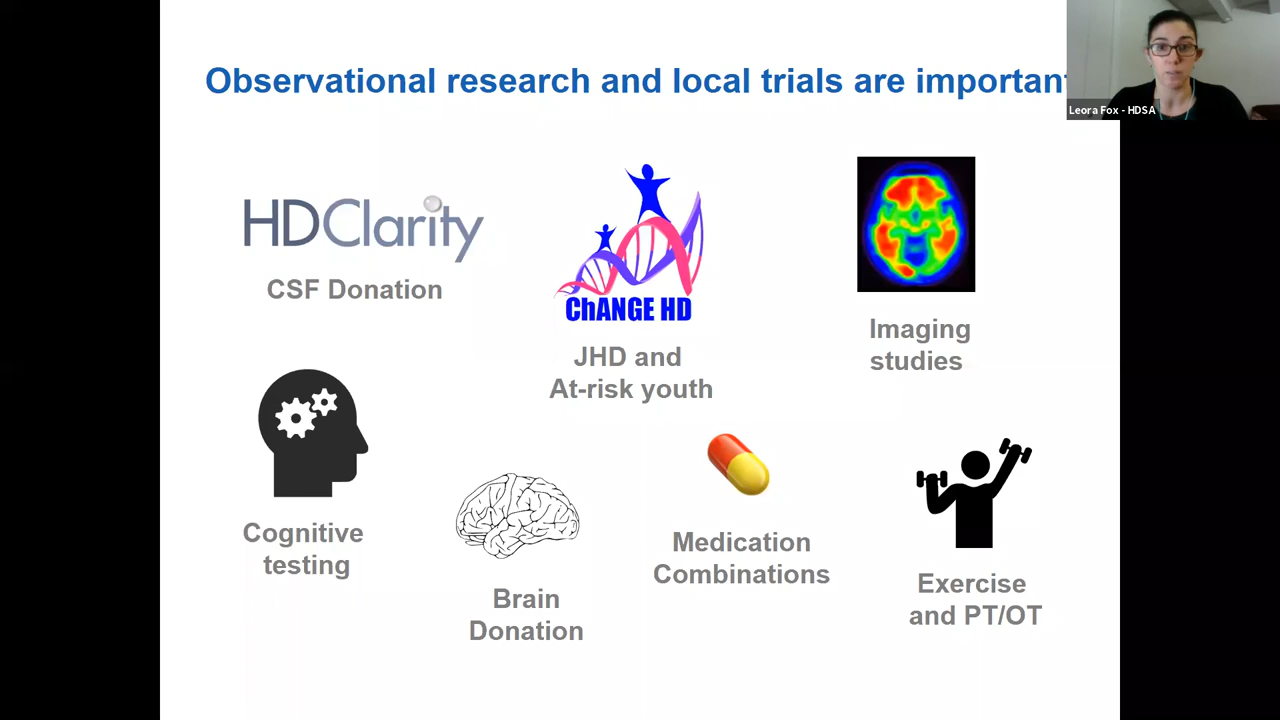 Observational research and local trials are important
Leora Fox - HDSA
HDClarity
CSF Donation
ChANGE HD
JHD and
At-risk youth
Imaging
studies
Cognitive
testing
Brain
Donation
Medication
Combinations
Exercise
and PT/OT